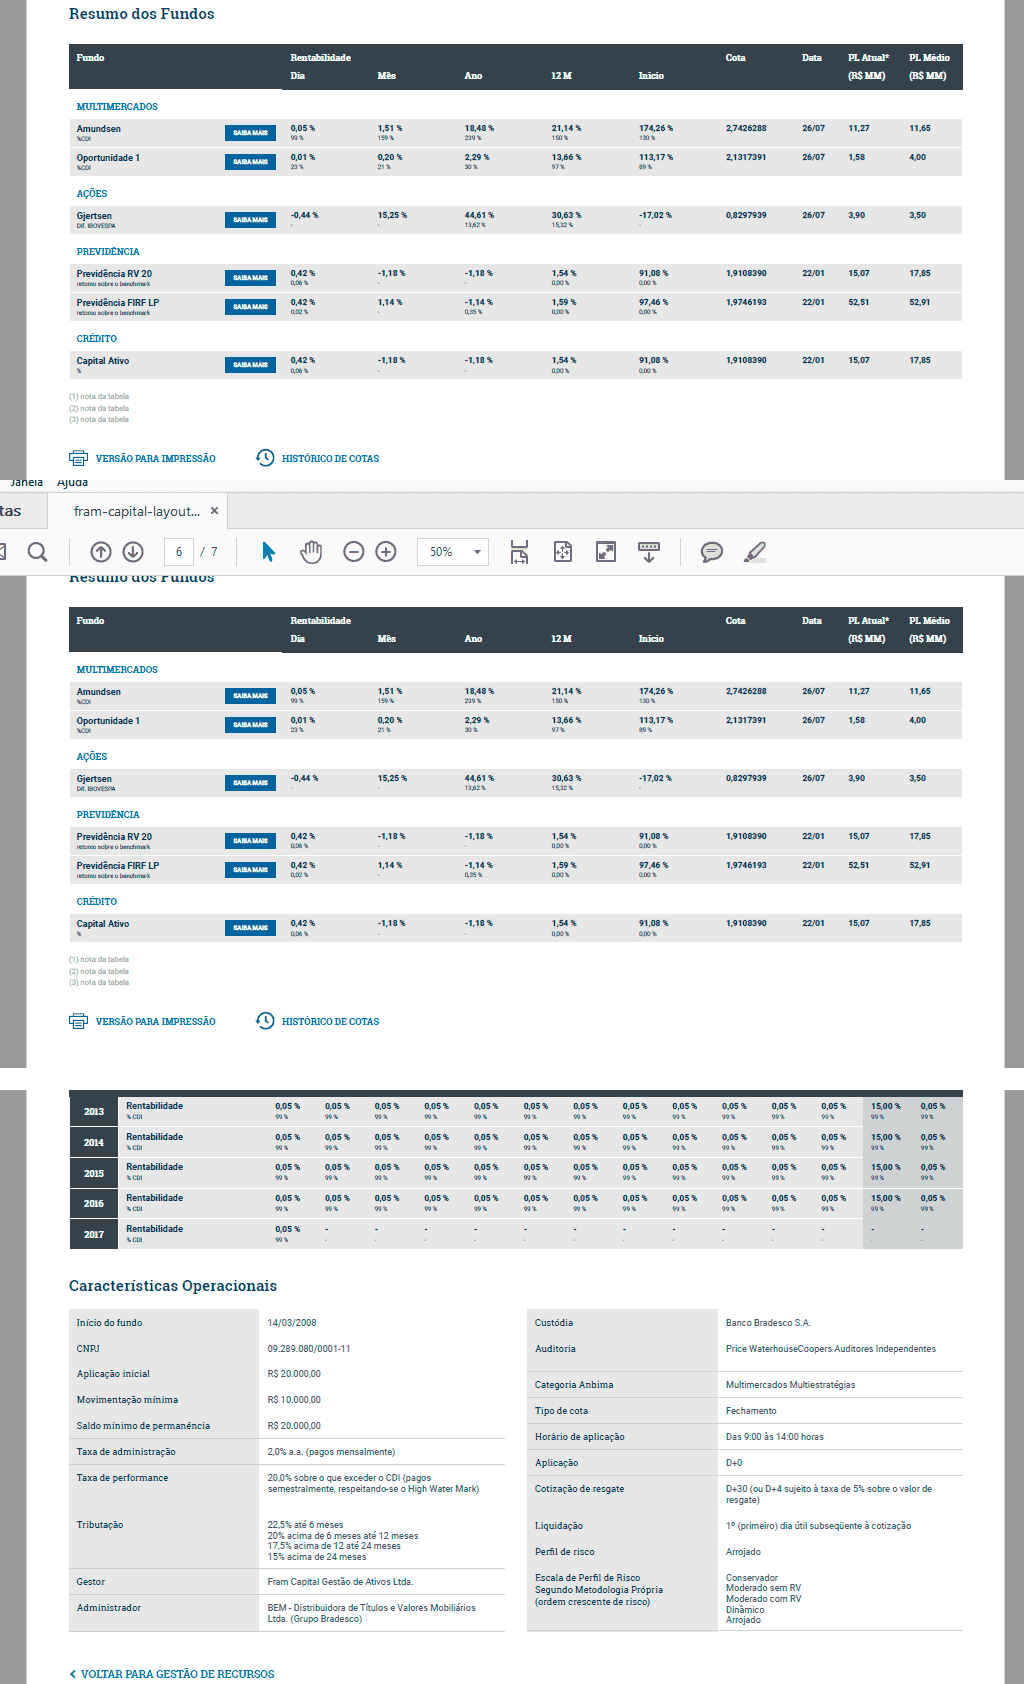 Resumo dos Fundos
Fundo Rentabilidade Cota Data PL Atual* PL Médio
Dia Mês Ano 12 M Início (R$ MM) (R$ MM)
MULTIMERCADOS
Amundsen SAIBA MAIS 0,05 % 1,51 % 18,48 % 21,14 % 174,26 % 2,7426288 26/07 11,27 11,65
%CDI 99 % 159 % 239 % 150 % 130 %
Oportunidade 1 SAIBA MAIS 0,01 % 0,20 % 2,29 % 13,66 % 113,17 % 2,1317391 26/07 1,58 4,00
%CDI 23 % 21 % 30 % 97 % 89 %
AÇÕES
Gjertsen SAIBA MAIS -0,44 % 15,25 % 44,61 % 30,63 % -17,02 % 0,8297939 26/07 3,90 3,50
Dif. IBOVESPA - - 13,62 % 15,32 % -
PREVIDÊNCIA
Previdência RV 20 SAIBA MAIS 0,42 % -1,18 % -1,18 % 1,54 % 91,08 % 1,9108390 22/01 15,07 17,85
retorno sobre o benchmark 0,06 % - - 0,00 % 0,00 %
Previdência FIRF LP SAIBA MAIS 0,42 % 1,14 % -1,14 % 1,59 % 97,46 % 1,9746193 22/01 52,51 52,91
retorno sobre o benchmark 0,02 % - 0,35 % 0,00 % 0,00 %
CRÉDITO
Capital Ativo SAIBA MAIS 0,42 % -1,18 % -1,18 % 1,54 % 91,08 % 1,9108390 22/01 15,07 17,85
% 0,06 % - - 0,00 % 0,00 %
(1) nota da tabela
(2) nota da tabela
(3) nota da tabela
VERSÃO PARA IMPRESSÃO HISTÓRICO DE COTAS
Janela Ajuda
tas fram-capital-layout... ×
6 / 7 50%
Resumo dos Fundos
Fundo Rentabilidade Cota Data PL Atual* PL Médio
Dia Mês Ano 12 M Início (R$ MM) (R$ MM)
MULTIMERCADOS
Amundsen SAIBA MAIS 0,05 % 1,51 % 18,48 % 21,14 % 174,26 % 2,7426288 26/07 11,27 11,65
%CDI 99 % 159 % 239 % 150 % 130 %
Oportunidade 1 SAIBA MAIS 0,01 % 0,20 % 2,29 % 13,66 % 113,17 % 2,1317391 26/07 1,58 4,00
%CDI 23 % 21 % 30 % 97 % 89 %
AÇÕES
Gjertsen SAIBA MAIS -0,44 % 15,25 % 44,61 % 30,63 % -17,02 % 0,8297939 26/07 3,90 3,50
Dif. IBOVESPA - - 13,62 % 15,32 % -
PREVIDÊNCIA
Previdência RV 20 SAIBA MAIS 0,42 % -1,18 % -1,18 % 1,54 % 91,08 % 1,9108390 22/01 15,07 17,85
retorno sobre o benchmark 0,06 % - - 0,00 % 0,00 %
Previdência FIRF LP SAIBA MAIS 0,42 % 1,14 % -1,14 % 1,59 % 97,46 % 1,9746193 22/01 52,51 52,91
retorno sobre o benchmark 0,02 % - 0,35 % 0,00 % 0,00 %
CRÉDITO
Capital Ativo SAIBA MAIS 0,42 % -1,18 % -1,18 % 1,54 % 91,08 % 1,9108390 22/01 15,07 17,85
% 0,06 % - - 0,00 % 0,00 %
(1) nota da tabela
(2) nota da tabela
(3) nota da tabela
VERSÃO PARA IMPRESSÃO HISTÓRICO DE COTAS
2013 Rentabilidade 0,05 % 0,05 % 0,05 % 0,05 % 0,05 % 0,05 % 0,05 % 0,05 % 0,05 % 0,05 % 0,05 % 0,05 % 15,00 % 0,05 %
% CDI 99 % 99 % 99 % 99 % 99 % 99 % 99 % 99 % 99 % 99 % 99 % 99 % 99 % 99 %
2014 Rentabilidade 0,05 % 0,05 % 0,05 % 0,05 % 0,05 % 0,05 % 0,05 % 0,05 % 0,05 % 0,05 % 0,05 % 0,05 % 15,00 % 0,05 %
% CDI 99 % 99 % 99 % 99 % 99 % 99 % 99 % 99 % 99 % 99 % 99 % 99 % 99 % 99 %
2015 Rentabilidade 0,05 % 0,05 % 0,05 % 0,05 % 0,05 % 0,05 % 0,05 % 0,05 % 0,05 % 0,05 % 0,05 % 0,05 % 15,00 % 0,05 %
% CDI 99 % 99 % 99 % 99 % 99 % 99 % 99 % 99 % 99 % 99 % 99 % 99 % 99 % 99 %
2016 Rentabilidade 0,05 % 0,05 % 0,05 % 0,05 % 0,05 % 0,05 % 0,05 % 0,05 % 0,05 % 0,05 % 0,05 % 0,05 % 15,00 % 0,05 %
% CDI 99 % 99 % 99 % 99 % 99 % 99 % 99 % 99 % 99 % 99 % 99 % 99 % 99 % 99 %
2017 Rentabilidade 0,05 % - - - - - - - - - - - - -
% CDI 99 % - - - - - - - - - - - - -
Características Operacionais
Início do fundo 14/03/2008
CNPJ 09.289.080/0001-11
Aplicação inicial R$ 20.000,00
Movimentação mínima R$ 10.000,00
Saldo mínimo de permanência R$ 20.000,00
Taxa de administração 2,0% a.a. (pagos mensalmente)
Taxa de performance 20,0% sobre o que exceder o CDI (pagos
semestralmente, respeitando-se o High Water Mark)
Tributação 22,5% até 6 meses
20% acima de 6 meses até 12 meses
17,5% acima de 12 até 24 meses
15% acima de 24 meses
Gestor Fram Capital Gestão de Ativos Ltda.
Administrador BEM - Distribuidora de Títulos e Valores Mobiliários
Ltda. (Grupo Bradesco)
Custódia Banco Bradesco S.A.
Auditoria Price WaterhouseCoopers Auditores Independentes
Categoria Anbima Multimercados Multiestratégias
Tipo de cota Fechamento
Horário de aplicação Das 9:00 às 14:00 horas
Aplicação D+0
Cotização de resgate D+30 (ou D+4 sujeito à taxa de 5% sobre o valor de
resgate)
Liquidação 1º (primeiro) dia útil subseqüente à cotização
Perfil de risco Arrojado
Escala de Perfil de Risco Conservador
Segundo Metodologia Própria Moderado sem RV
(ordem crescente de risco) Moderado com RV
Dinâmico
Arrojado
VOLTAR PARA GESTÃO DE RECURSOS